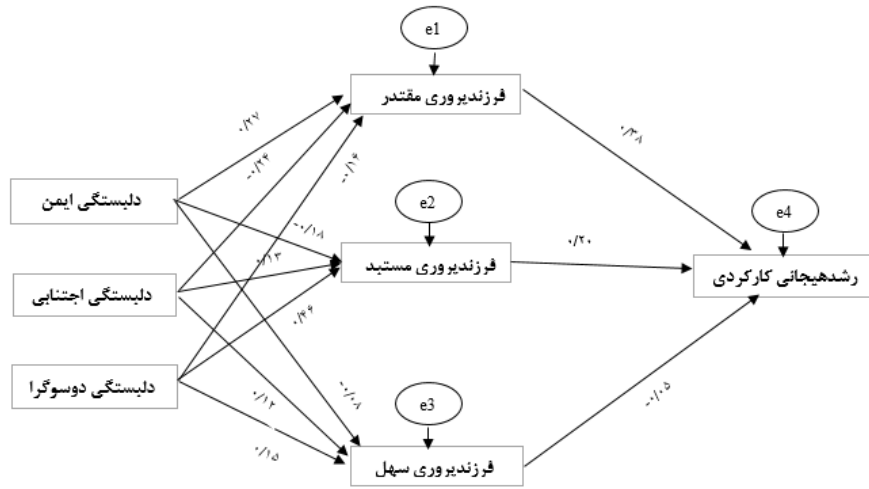 e1
فرزندپروری مقتدر
۰/۲۷
-۰/۲۴
-۰/۱۴
۰/۳۸
دلبستگی ایمن
e2
e4
-۰/۱۸
۰/۱۳
فرزندپروری مستبد
۰/۲۰
رشدهیجانی کارکردی
دلبستگی اجتنابی
۰/۴۶
دلبستگی دوسوگرا
-۰/۰۸
۰/۱۲
۰/۱۵
e3
-۰/۰۵
فرزندپروری سهل